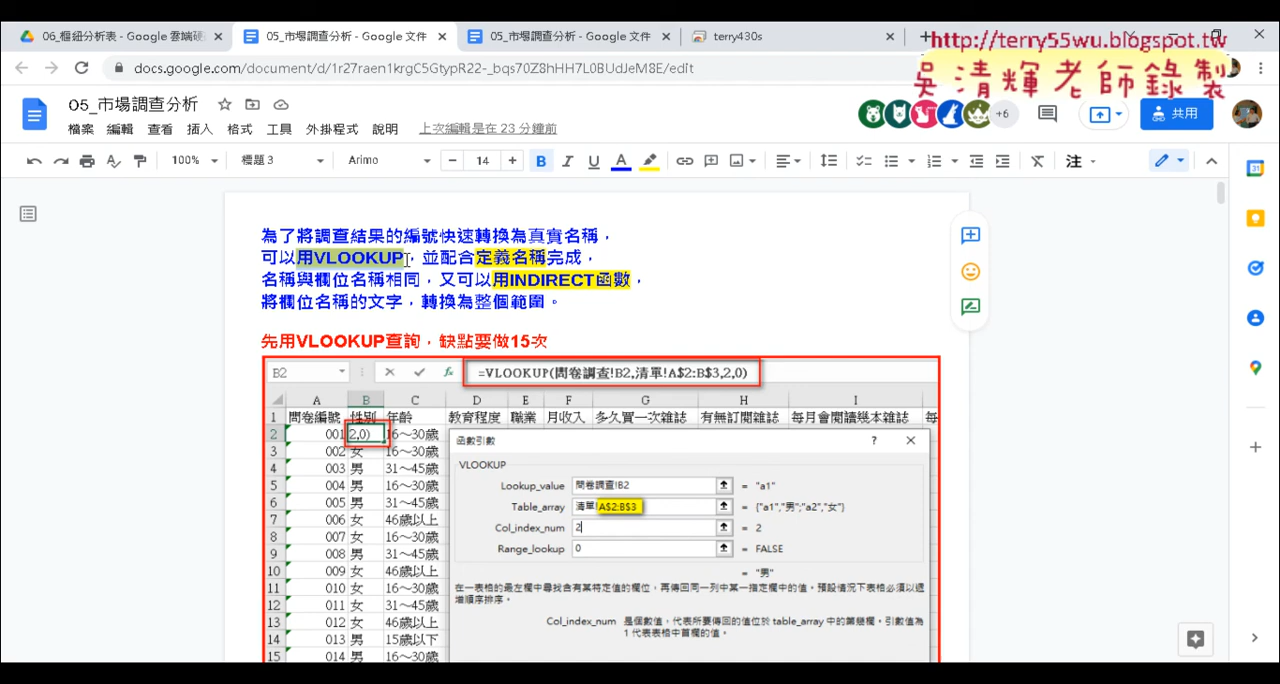 06_樞紐分析表 - Google 雲端硬 × 05_市場調查分析 - Google 文件 × 05_市場調查分析 - Google 文件 × terry430s ×
http://terry55wu.blogspot.tw
docs.google.com/document/d/1r27raen1krgC5GtypR22-_bqs70Z8hHH7L0BUdJeM8E/edit
吳清輝老師錄製
05_市場調查分析
+6 共用
檔案 編輯 查看 插入 格式 工具 外掛程式 說明 上次編輯是在 23 分鐘前
100% 標題 3 Arimo − 14 + B I U A 注
為了將調查結果的編號快速轉換為真實名稱，
可以用VLOOKUP，並配合定義名稱完成，
名稱與欄位名稱相同，又可以用INDIRECT函數，
將欄位名稱的文字，轉換為整個範圍。
先用VLOOKUP查詢，缺點要做15次
B2 =VLOOKUP(問卷調查!B2,清單!A$2:B$3,2,0)
A B C D E F G H I
1 問卷編號 性別 年齡 教育程度 職業 月收入 多久買一次雜誌 有無訂閱雜誌 每月會閱讀幾本雜誌 每
2 001 2,0) 16～30歲
3 002 女 16～30歲
4 003 男 31～45歲
5 004 男 16～30歲
6 005 男 31～45歲
7 006 女 46歲以上
8 007 女 16～30歲
9 008 男 31～45歲
10 009 女 46歲以上
11 010 女 16～30歲
12 011 女 31～45歲
13 012 女 46歲以上
14 013 男 15歲以下
15 014 男 16～30歲
函數引數 ? ×
VLOOKUP
Lookup_value 問卷調查!B2 = "a1"
Table_array 清單!A$2:B$3 = {"a1","男";"a2","女"}
Col_index_num 2 = 2
Range_lookup 0 = FALSE
= "男"
在一表格的最左欄中尋找含有某特定值的欄位，再傳回同一列中某一指定欄中的值。預設情況下表格必須以遞
增順序排序。
Col_index_num 是個數值，代表所要傳回的值位於 table_array 中的第幾欄。引數值為
1 代表表格中首欄的值。